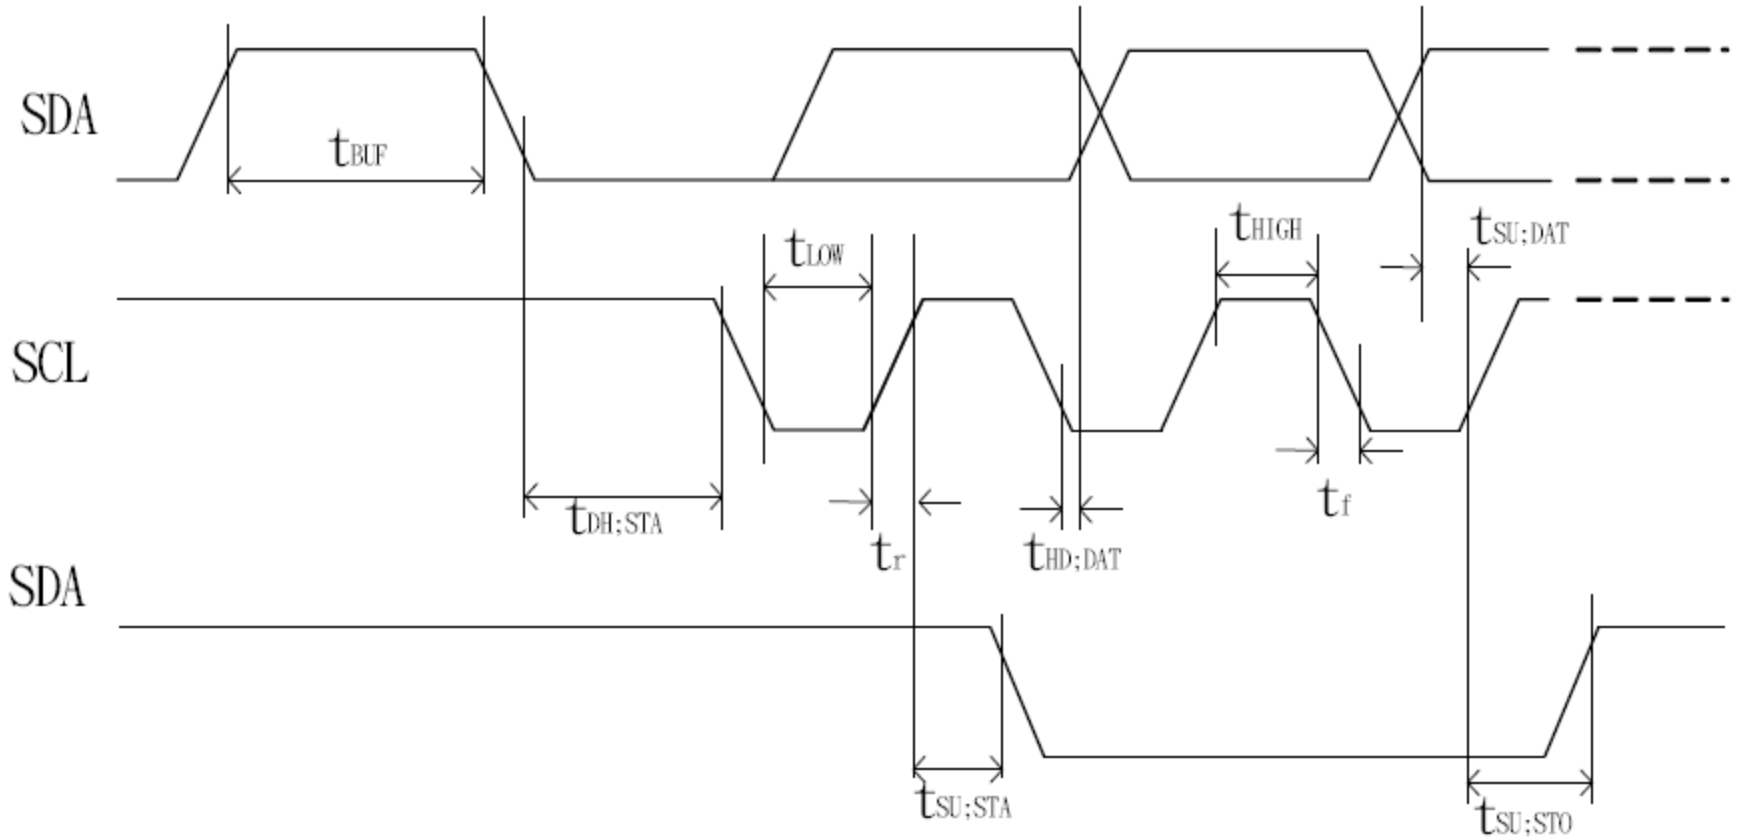 SDA
tBUF
tLOW
tHIGH
tSU;DAT
SCL
tDH;STA
tr
tHD;DAT
tf
SDA
tSU;STA
tSU;STO